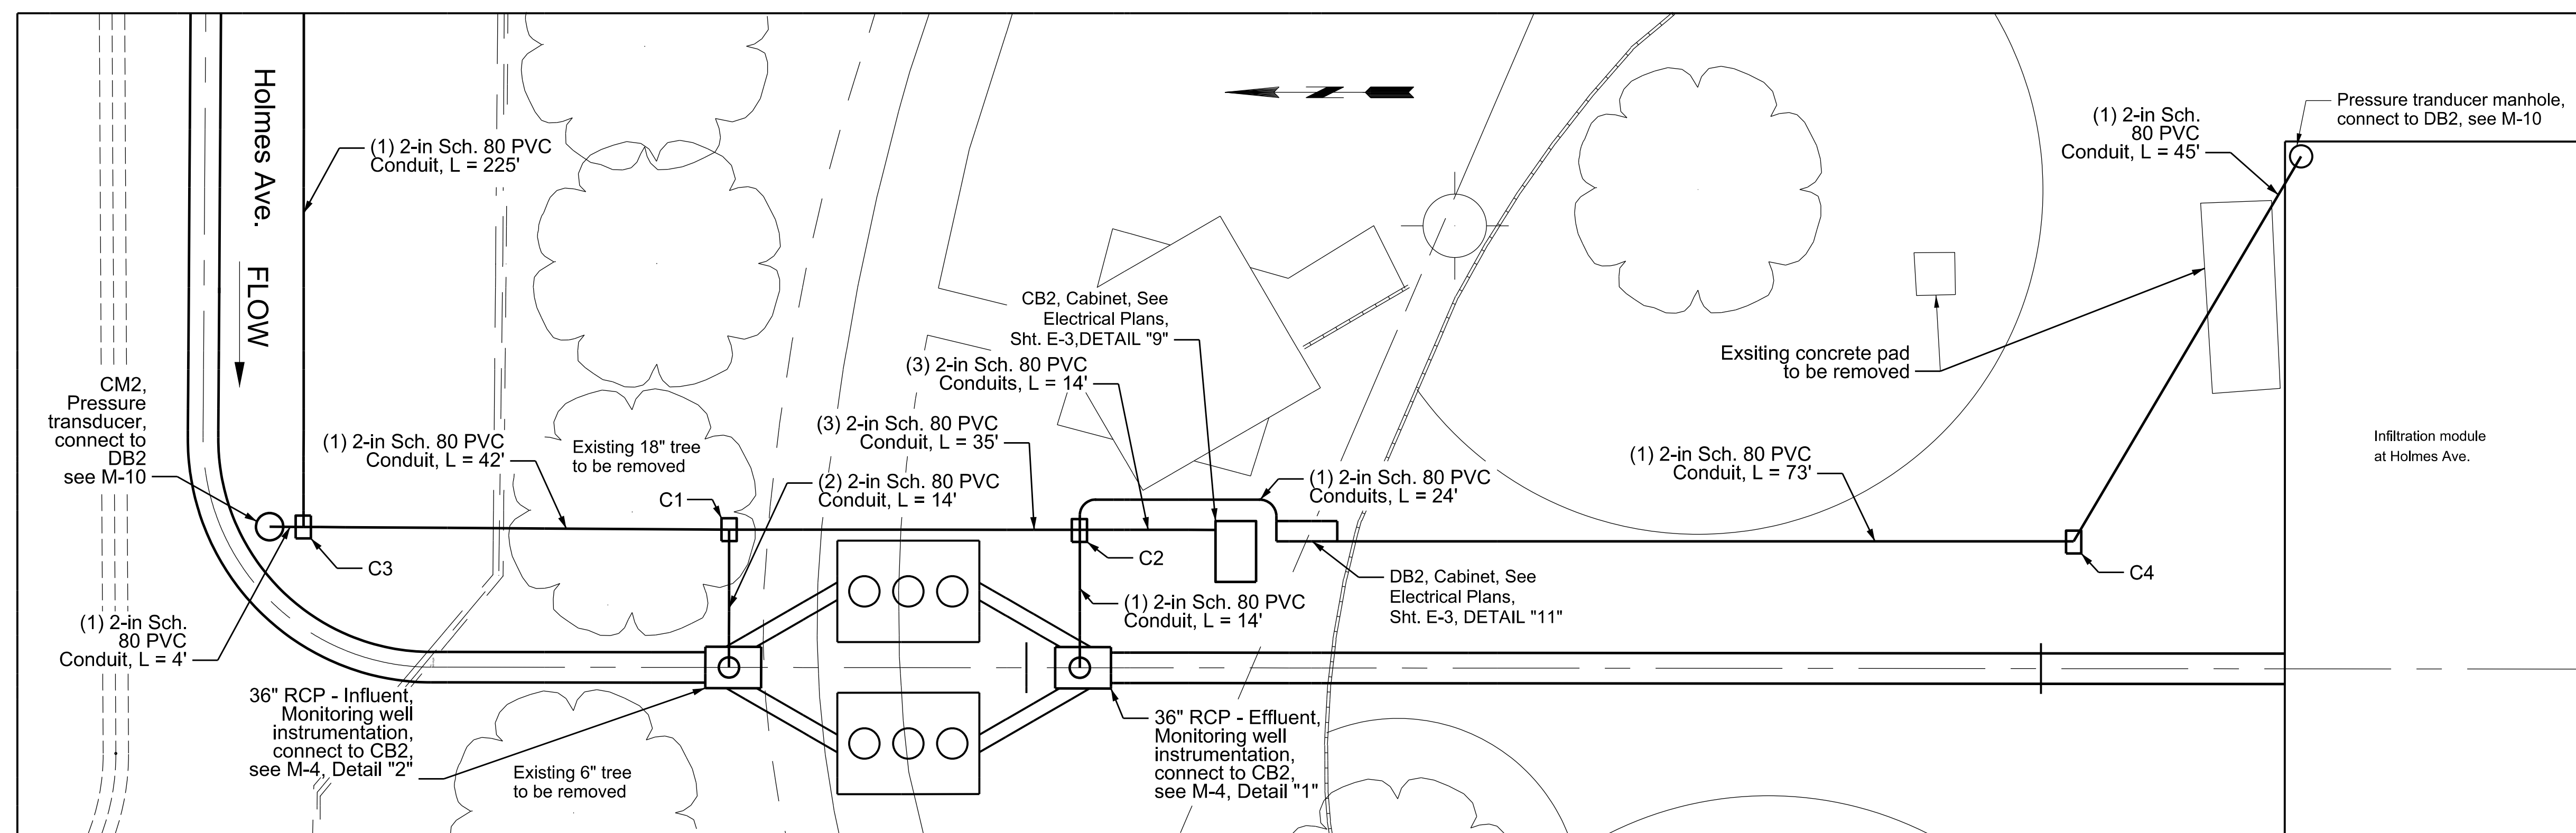 Holmes Ave.
FLOW
(1) 2-in Sch. 80 PVC
Conduit, L = 225'
CM2,
Pressure
transducer,
connect to
DB2
see M-10
(1) 2-in Sch. 80 PVC
Conduit, L = 42'
Existing 18" tree
to be removed
C1
C3
(1) 2-in Sch.
80 PVC
Conduit, L = 4'
36" RCP - Influent,
Monitoring well
instrumentation,
connect to CB2,
see M-4, Detail "2"
Existing 6" tree
to be removed
CB2, Cabinet, See
Electrical Plans,
Sht. E-3,DETAIL "9"
(3) 2-in Sch. 80 PVC
Conduits, L = 14'
(3) 2-in Sch. 80 PVC
Conduit, L = 35'
(2) 2-in Sch. 80 PVC
Conduit, L = 14'
(1) 2-in Sch. 80 PVC
Conduits, L = 24'
C2
(1) 2-in Sch. 80 PVC
Conduit, L = 14'
DB2, Cabinet, See
Electrical Plans,
Sht. E-3, DETAIL "11"
36" RCP - Effluent,
Monitoring well
instrumentation,
connect to CB2,
see M-4, Detail "1"
(1) 2-in Sch. 80 PVC
Conduit, L = 73'
Exsiting concrete pad
to be removed
(1) 2-in Sch.
80 PVC
Conduit, L = 45'
Pressure tranducer manhole,
connect to DB2, see M-10
C4
Infiltration module
at Holmes Ave.